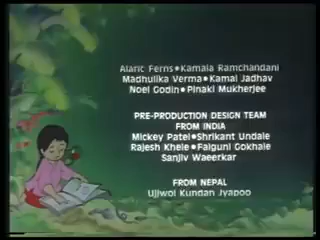 Alaric Ferns•Kamala Ramchandani
Madhulika Verma•Kamal Jadhav
Noel Godin•Pinaki Mukherjee
PRE-PRODUCTION DESIGN TEAM
FROM INDIA
Mickey Patel•Shrikant Undale
Rajesh Khele•Falguni Gokhale
Sanjiv Waeerkar
FROM NEPAL
Ujjwol Kundan Jyapoo